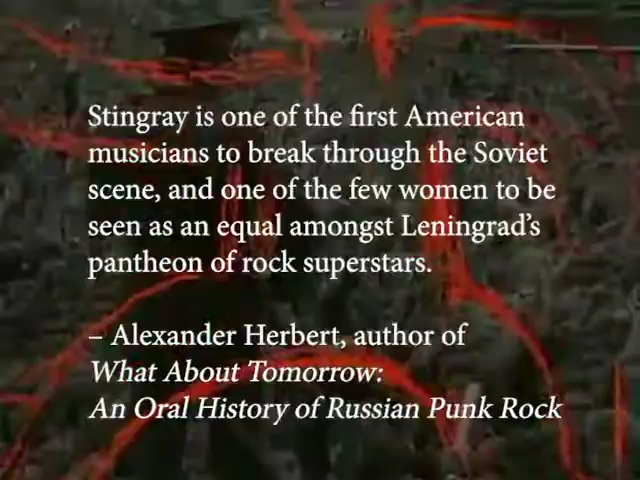 Stingray is one of the first American
musicians to break through the Soviet
scene, and one of the few women to be
seen as an equal amongst Leningrad’s
pantheon of rock superstars.
– Alexander Herbert, author of
What About Tomorrow:
An Oral History of Russian Punk Rock